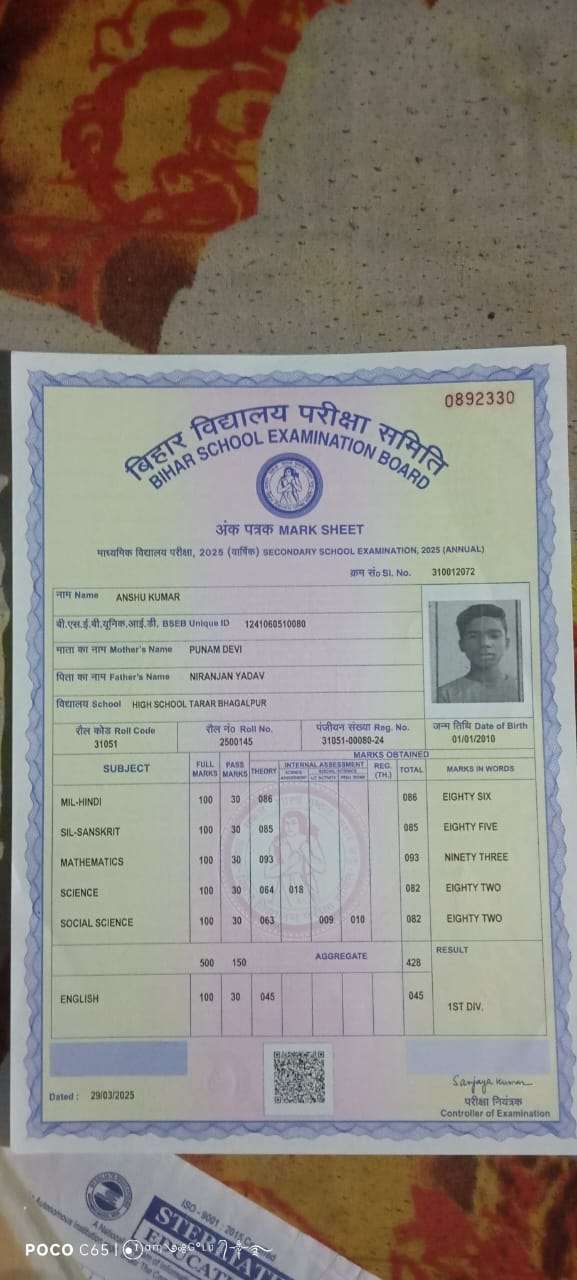 0892330
बिहार विद्यालय परीक्षा समिति
BIHAR SCHOOL EXAMINATION BOARD
अंक पत्रक MARK SHEET
माध्यमिक विद्यालय परीक्षा, 2025 (वार्षिक) SECONDARY SCHOOL EXAMINATION, 2025 (ANNUAL)
क्रम सं० Sl. No. 310012072
नाम Name ANSHU KUMAR
बी.एस.ई.बी.यूनिक.आई.डी. BSEB Unique ID 1241060510080
माता का नाम Mother's Name PUNAM DEVI
पिता का नाम Father's Name NIRANJAN YADAV
विद्यालय School HIGH SCHOOL TARAR BHAGALPUR
रौल कोड Roll Code रौल नं० Roll No. पंजीयन संख्या Reg. No. जन्म तिथि Date of Birth
31051 2500145 31051-00080-24 01/01/2010
MARKS OBTAINED
SUBJECT FULL MARKS PASS MARKS THEORY INTERNAL ASSESSMENT REG. (TH.) TOTAL MARKS IN WORDS
MIL-HINDI 100 30 086 086 EIGHTY SIX
SIL-SANSKRIT 100 30 085 085 EIGHTY FIVE
MATHEMATICS 100 30 093 093 NINETY THREE
SCIENCE 100 30 064 018 082 EIGHTY TWO
SOCIAL SCIENCE 100 30 063 009 010 082 EIGHTY TWO
500 150 AGGREGATE 428 RESULT
ENGLISH 100 30 045 045 1ST DIV.
Sanjaya Kumar
Dated : 29/03/2025 परीक्षा नियंत्रक
Controller of Examination
ISO - 9001 : 2015
POCO C65